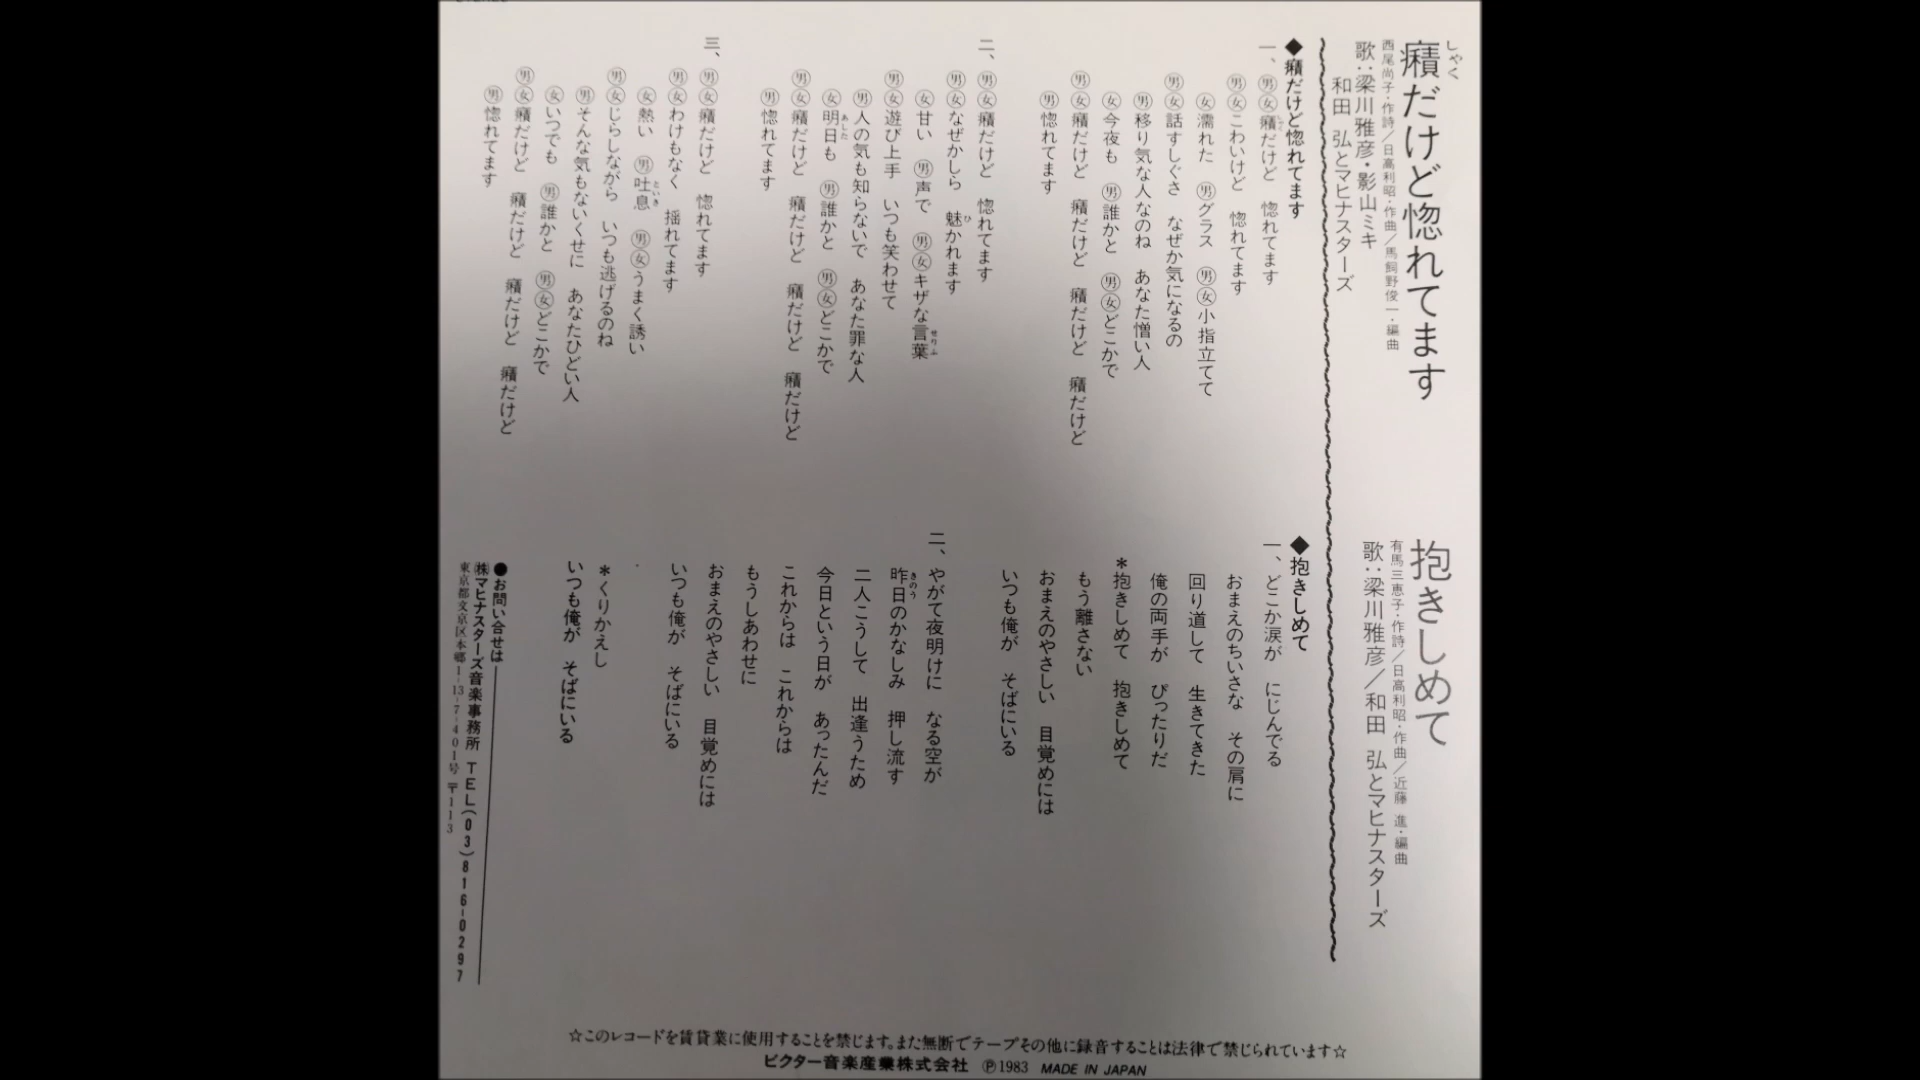 癪だけど惚れてます
しゃく
西尾尚子・作詩／日高利昭・作曲／馬飼野俊一・編曲
歌：梁川雅彦・影山ミキ
和田 弘とマヒナスターズ
◆癪だけど惚れてます
一、男女癪だけど 惚れてます
しゃく
男女こわいけど 惚れてます
女濡れた 男グラス 男女小指立てて
男女話すしぐさ なぜか気になるの
男移り気な人なのね あなた憎い人
女今夜も 男誰かと 男女どこかで
男女癪だけど 癪だけど 癪だけど 癪だけど
男惚れてます
二、男女癪だけど 惚れてます
男女なぜかしら 魅かれます
ひ
女甘い 男声で 男女キザな言葉
せりふ
男女遊び上手 いつも笑わせて
男人の気も知らないで あなた罪な人
女明日も 男誰かと 男女どこかで
あした
男女癪だけど 癪だけど 癪だけど 癪だけど
男惚れてます
三、男女癪だけど 惚れてます
男女わけもなく 揺れてます
女熱い 男吐息 男女うまく誘い
といき
男女じらしながら いつも逃げるのね
男そんな気もないくせに あなたひどい人
女いつでも 男誰かと 男女どこかで
男女癪だけど 癪だけど 癪だけど 癪だけど
男惚れてます
抱きしめて
有馬三恵子・作詩／日高利昭・作曲／近藤 進・編曲
歌：梁川雅彦／和田 弘とマヒナスターズ
◆抱きしめて
一、どこか涙が にじんでる
おまえのちいさな その肩に
回り道して 生きてきた
俺の両手が ぴったりだ
＊抱きしめて 抱きしめて
もう離さない
おまえのやさしい 目覚めには
いつも俺が そばにいる
二、やがて夜明けに なる空が
昨日のかなしみ 押し流す
きのう
二人こうして 出逢うため
今日という日が あったんだ
これからは これからは
もうしあわせに
おまえのやさしい 目覚めには
いつも俺が そばにいる
＊くりかえし
いつも俺が そばにいる
●お問い合せは
㈱マヒナスターズ音楽事務所 TEL(03)816-0297
東京都文京区本郷1-13-7-401号 〒113
☆このレコードを賃貸業に使用することを禁じます。また無断でテープその他に録音することは法律で禁じられています☆
ビクター音楽産業株式会社 Ⓟ1983 MADE IN JAPAN